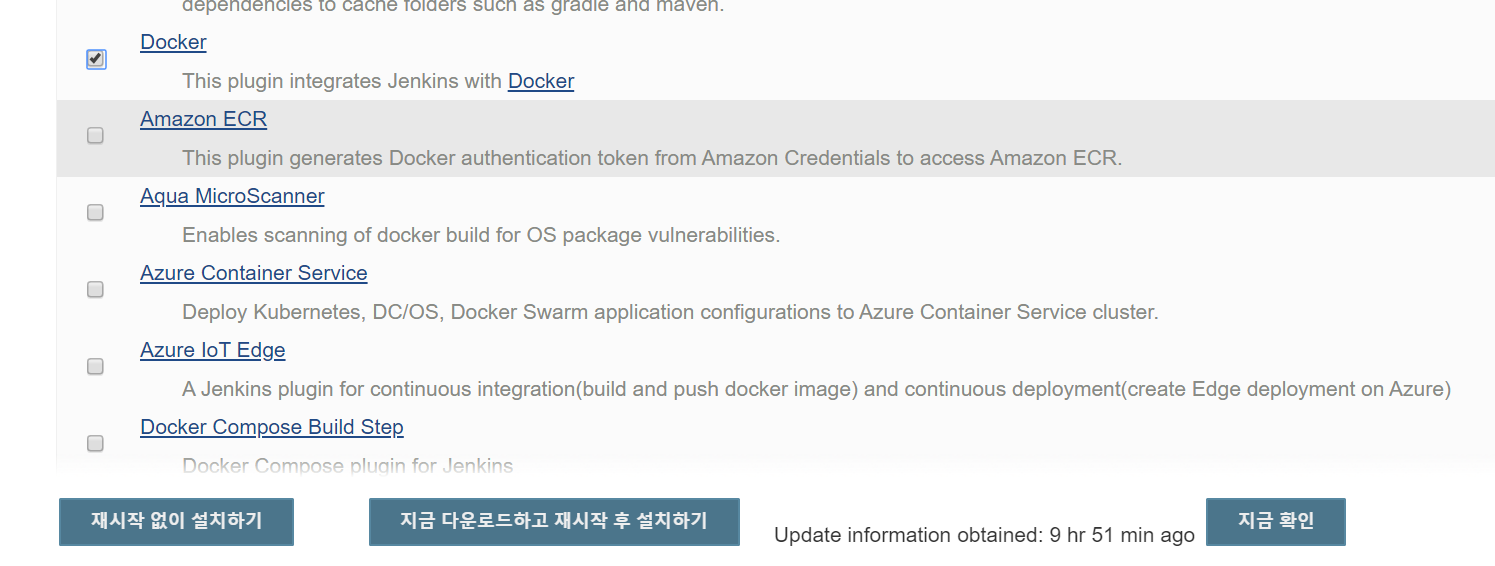 dependencies to cache folders such as gradle and maven.
Docker
This plugin integrates Jenkins with Docker
Amazon ECR
This plugin generates Docker authentication token from Amazon Credentials to access Amazon ECR.
Aqua MicroScanner
Enables scanning of docker build for OS package vulnerabilities.
Azure Container Service
Deploy Kubernetes, DC/OS, Docker Swarm application configurations to Azure Container Service cluster.
Azure IoT Edge
A Jenkins plugin for continuous integration(build and push docker image) and continuous deployment(create Edge deployment on Azure)
Docker Compose Build Step
Docker Compose plugin for Jenkins
재시작 없이 설치하기 지금 다운로드하고 재시작 후 설치하기 Update information obtained: 9 hr 51 min ago 지금 확인